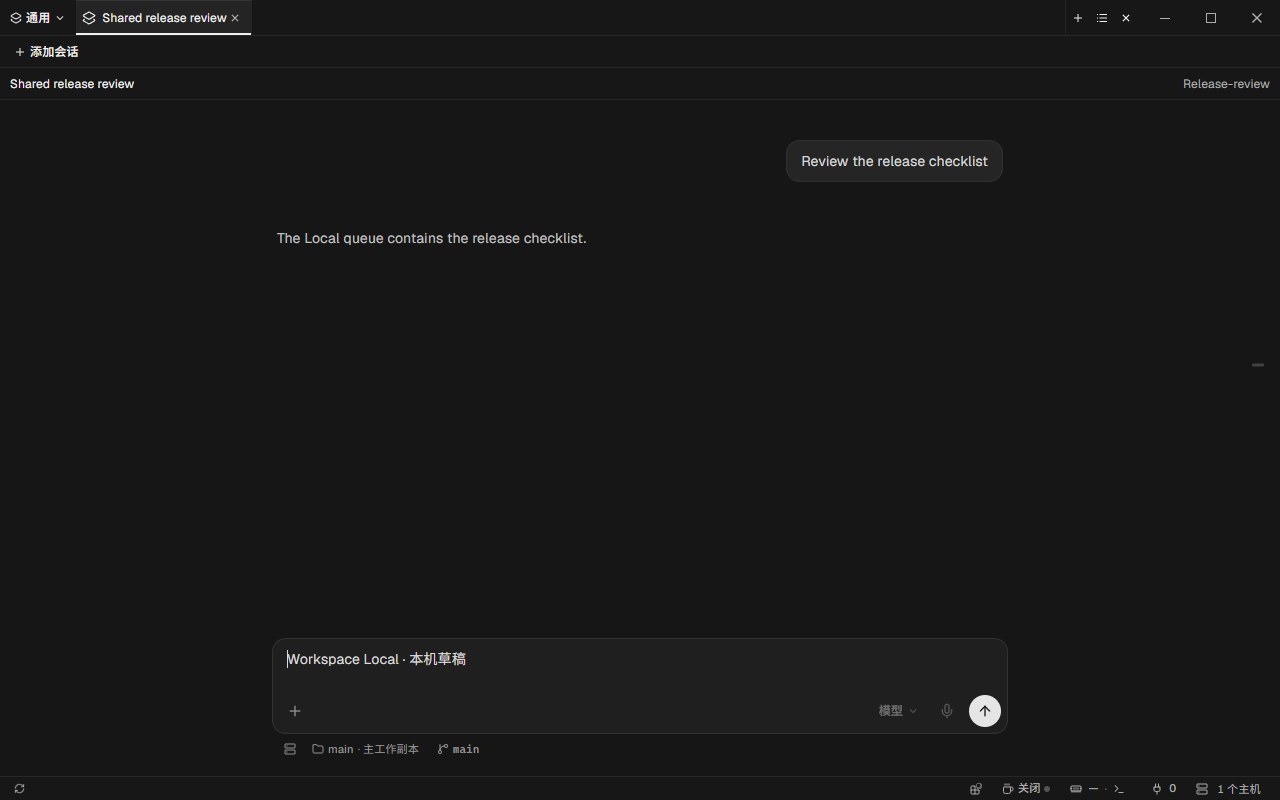 通用
Shared release review
添加会话
Shared release review
Release-review
Review the release checklist
The Local queue contains the release checklist.
Workspace Local · 本机草稿
模型
main · 主工作副本
main
关闭
0
1 个主机